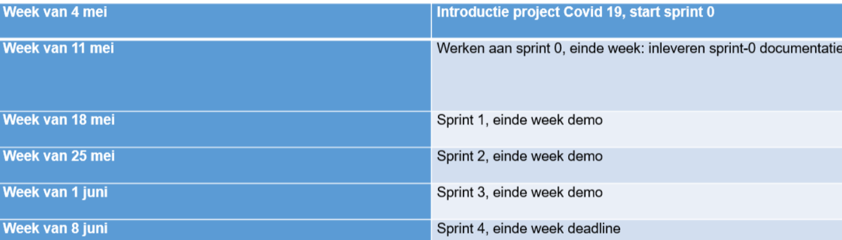 Week van 4 mei
Introductie project Covid 19, start sprint 0
Week van 11 mei
Werken aan sprint 0, einde week: inleveren sprint-0 documentatie
Week van 18 mei
Sprint 1, einde week demo
Week van 25 mei
Sprint 2, einde week demo
Week van 1 juni
Sprint 3, einde week demo
Week van 8 juni
Sprint 4, einde week deadline